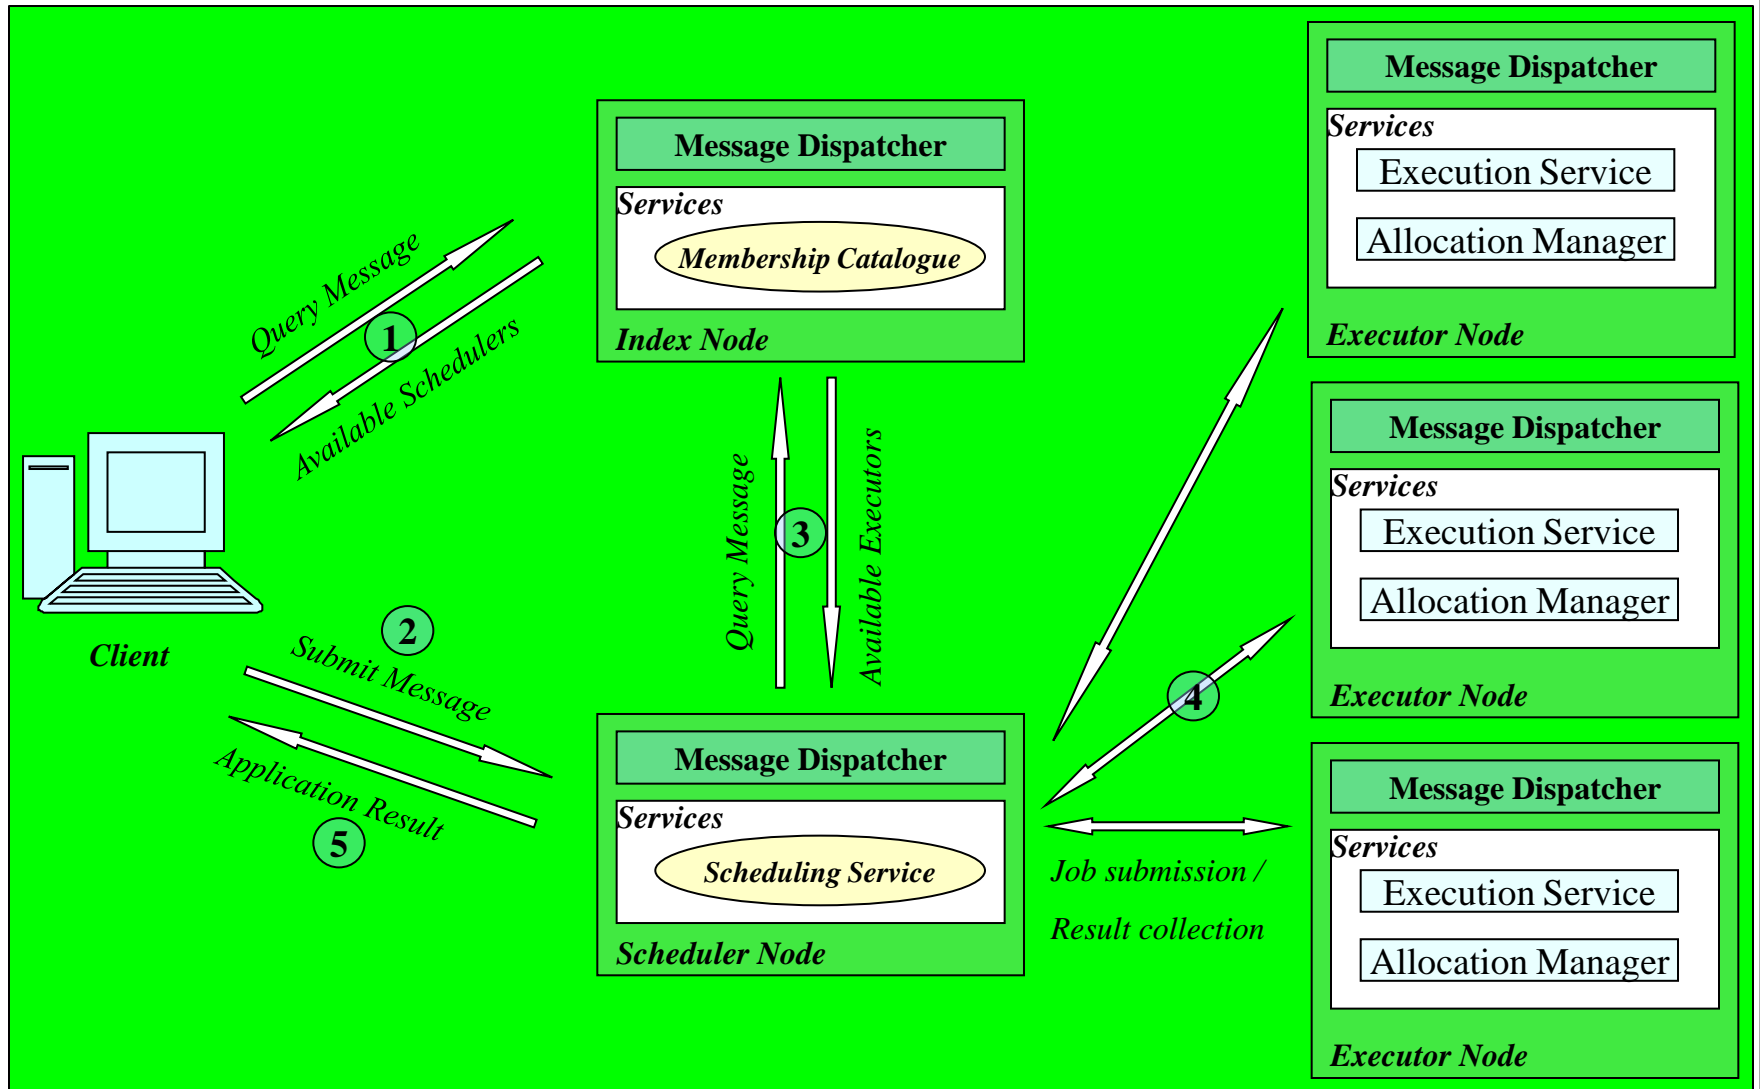 Message Dispatcher
Services
Membership Catalogue
Index Node
Query Message
1
Available Schedulers
Client
2
Submit Message
Application Result
5
Query Message
3
Available Executors
Message Dispatcher
Services
Scheduling Service
Scheduler Node
4
Job submission /
Result collection
Message Dispatcher
Services
Execution Service
Allocation Manager
Executor Node
Message Dispatcher
Services
Execution Service
Allocation Manager
Executor Node
Message Dispatcher
Services
Execution Service
Allocation Manager
Executor Node